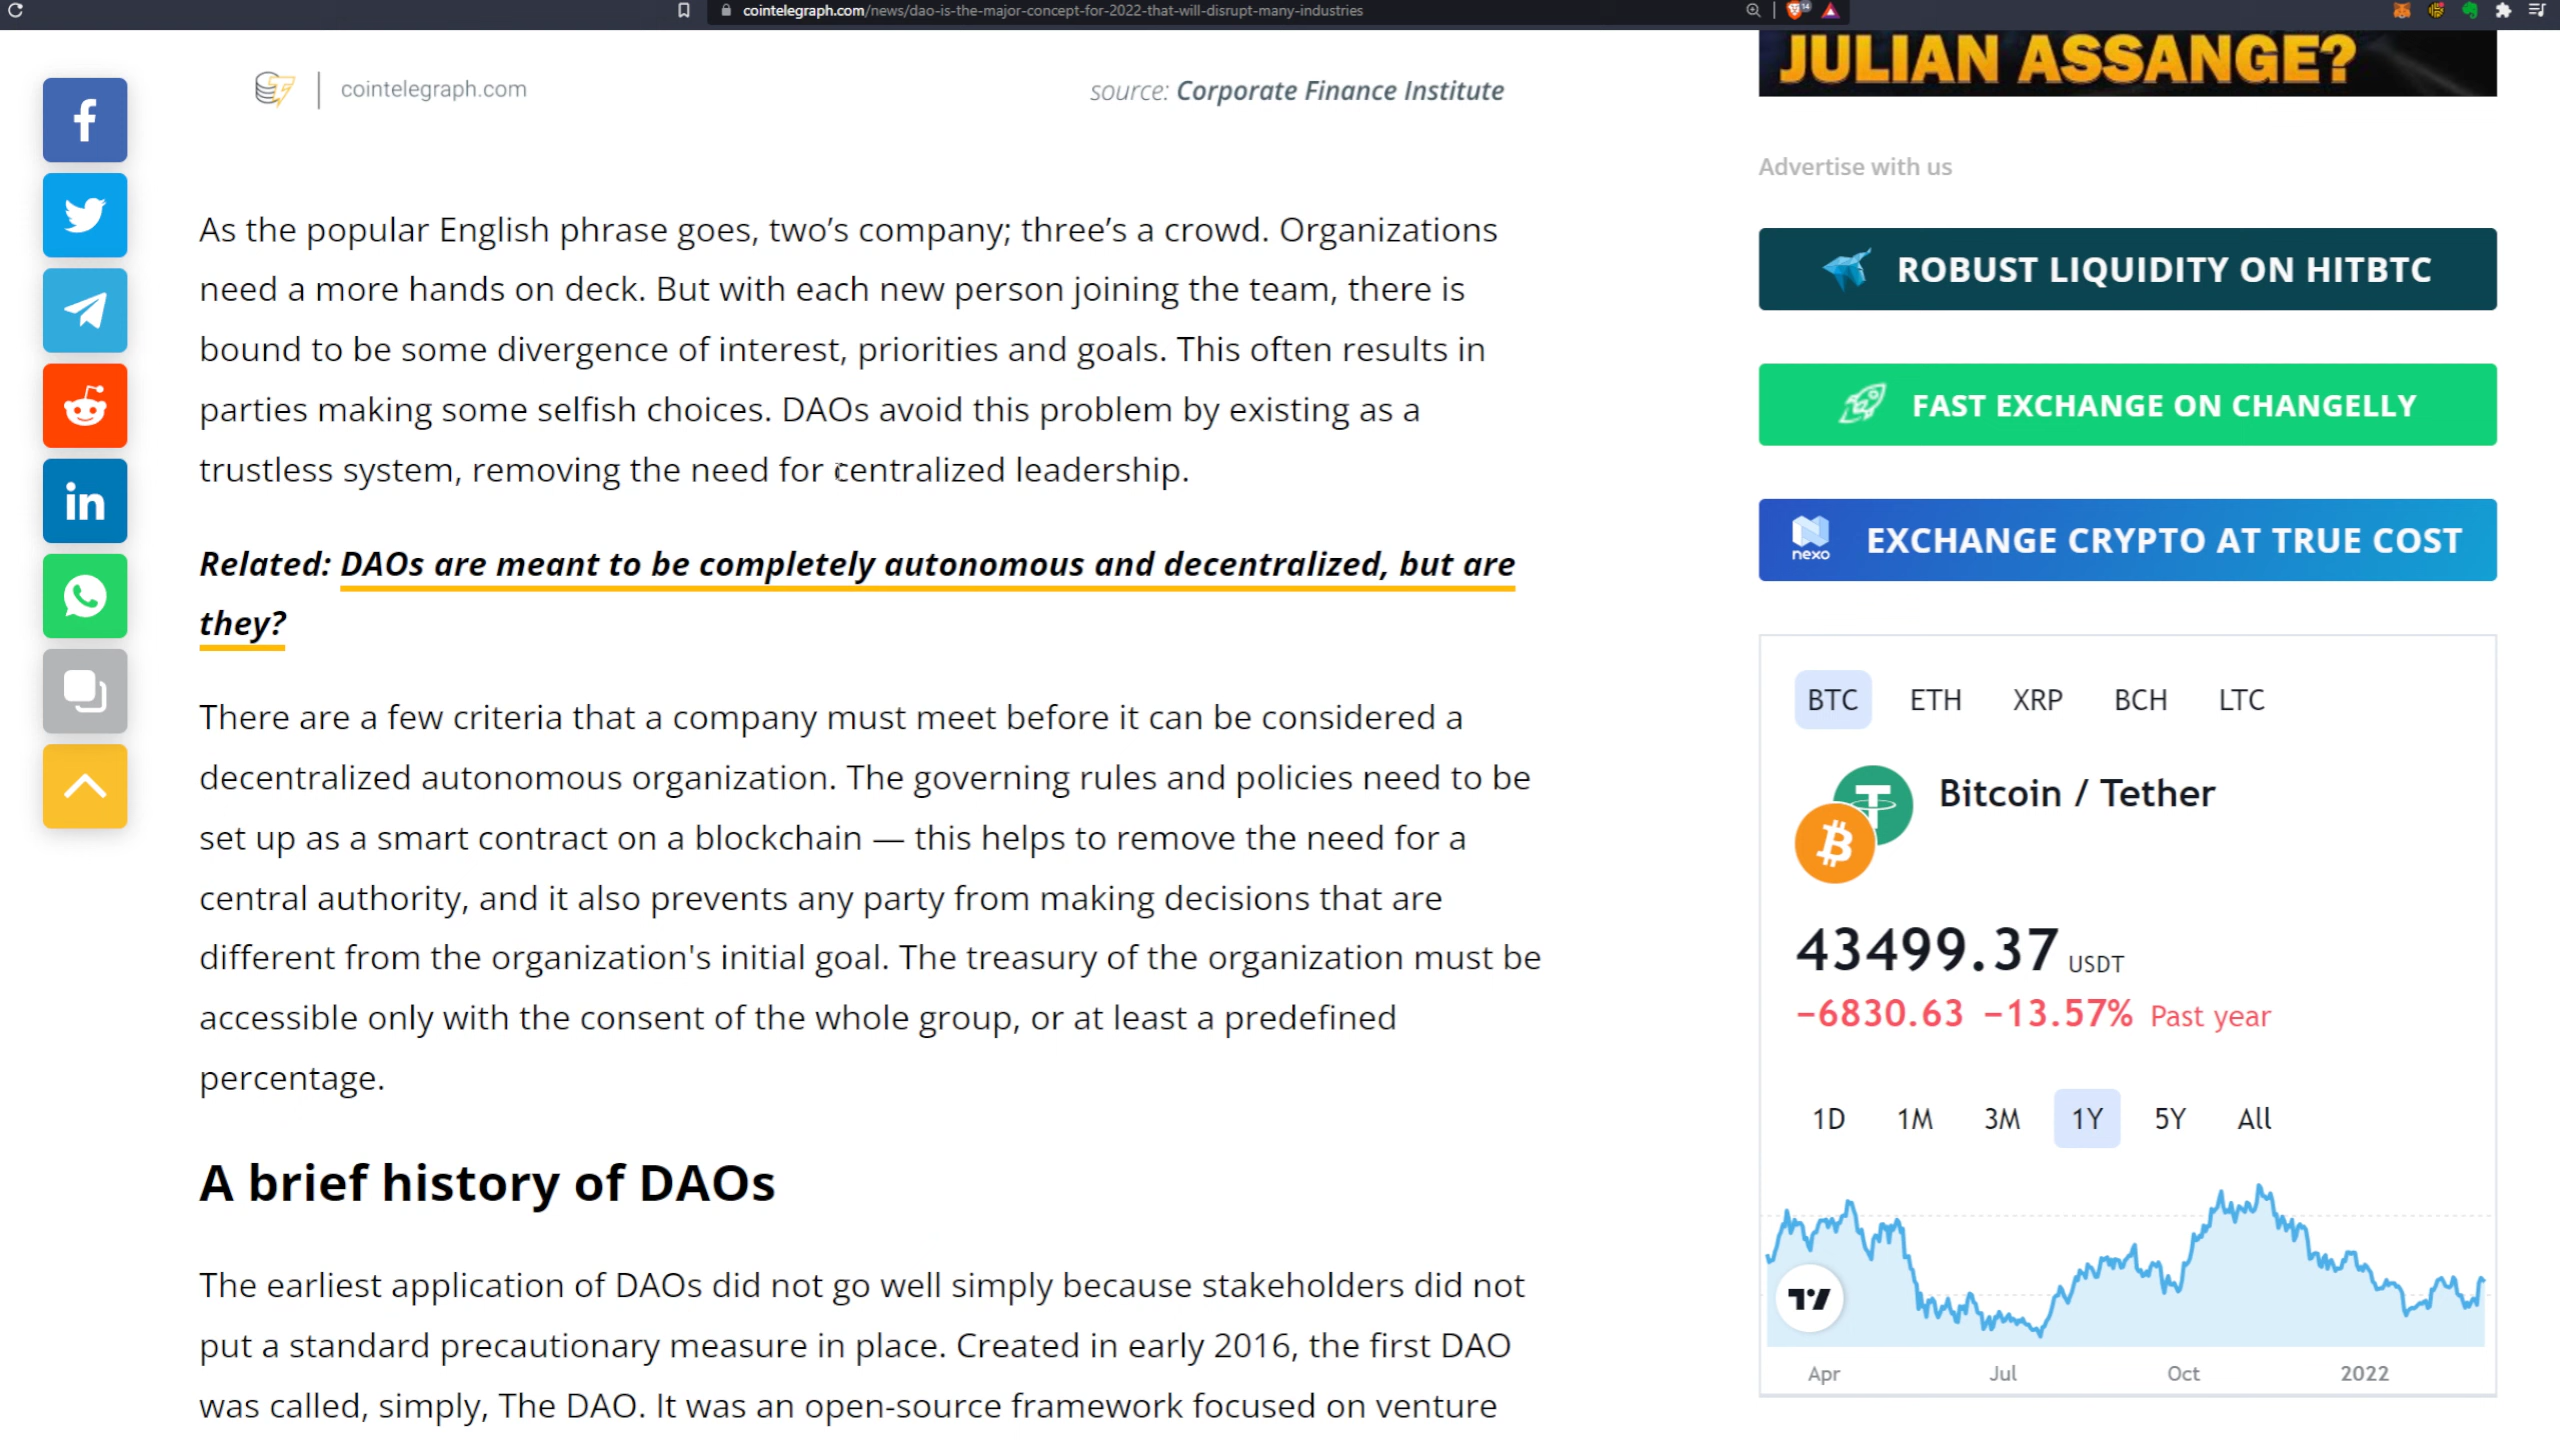 cointelegraph.com/news/dao-is-the-major-concept-for-2022-that-will-disrupt-many-industries
14
cointelegraph.com
source: Corporate Finance Institute
As the popular English phrase goes, two’s company; three’s a crowd. Organizations
need a more hands on deck. But with each new person joining the team, there is
bound to be some divergence of interest, priorities and goals. This often results in
parties making some selfish choices. DAOs avoid this problem by existing as a
trustless system, removing the need for centralized leadership.
Related: DAOs are meant to be completely autonomous and decentralized, but are
they?
There are a few criteria that a company must meet before it can be considered a
decentralized autonomous organization. The governing rules and policies need to be
set up as a smart contract on a blockchain — this helps to remove the need for a
central authority, and it also prevents any party from making decisions that are
different from the organization's initial goal. The treasury of the organization must be
accessible only with the consent of the whole group, or at least a predefined
percentage.
A brief history of DAOs
The earliest application of DAOs did not go well simply because stakeholders did not
put a standard precautionary measure in place. Created in early 2016, the first DAO
was called, simply, The DAO. It was an open-source framework focused on venture
JULIAN ASSANGE?
Advertise with us
ROBUST LIQUIDITY ON HITBTC
FAST EXCHANGE ON CHANGELLY
nexo EXCHANGE CRYPTO AT TRUE COST
BTC ETH XRP BCH LTC
Bitcoin / Tether
43499.37 USDT
−6830.63 −13.57% Past year
1D 1M 3M 1Y 5Y All
Apr Jul Oct 2022